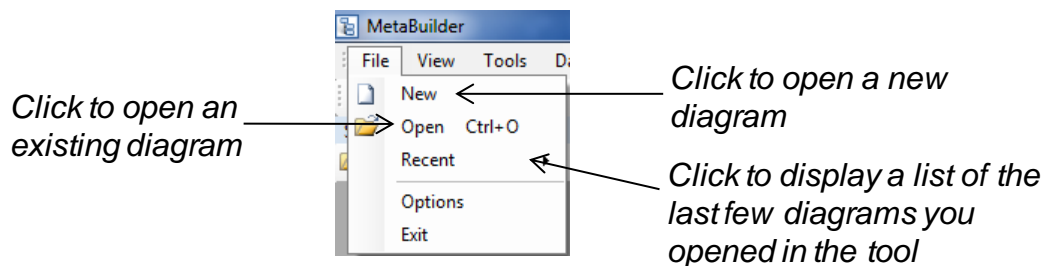 MetaBuilder
File View Tools
New
Open Ctrl+O
Recent
Options
Exit
Click to open an
existing diagram
Click to open a new
diagram
Click to display a list of the
last few diagrams you
opened in the tool